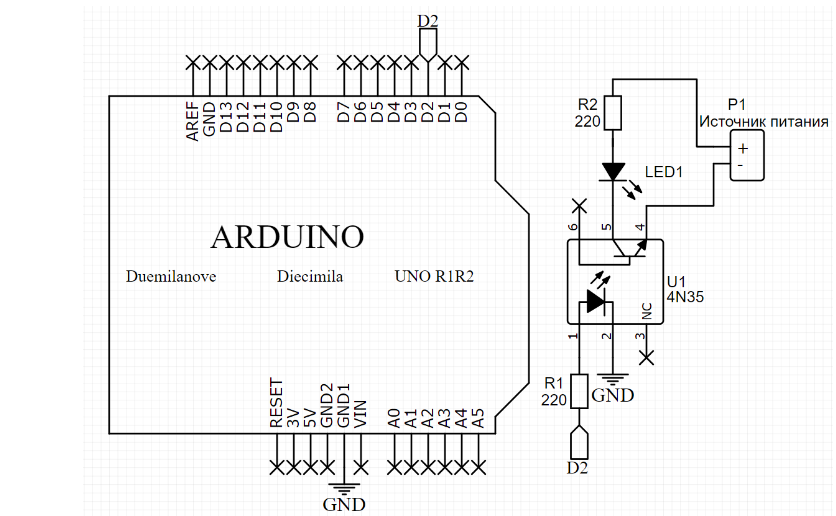 D2
AREF
GND
D13
D12
D11
D10
D9
D8
D7
D6
D5
D4
D3
D2
D1
D0
R2
220
P1
Источник питания
+
-
LED1
ARDUINO
Duemilanove Diecimila UNO R1R2
6
5
4
U1
4N35
NC
1
2
3
RESET
3V
5V
GND2
GND1
VIN
A0
A1
A2
A3
A4
A5
R1
220
GND
D2
GND